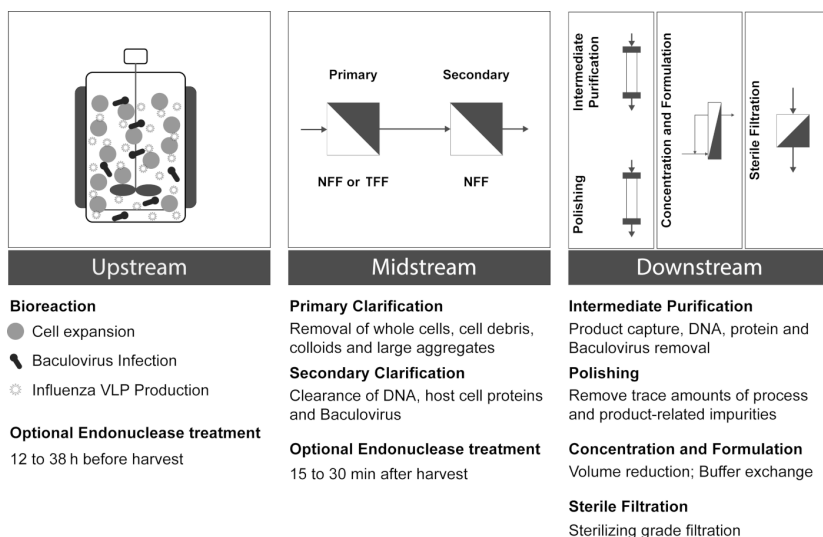 Primary
Secondary
NFF or TFF
NFF
Intermediate
Purification
Polishing
Concentration and Formulation
Sterile Filtration
Upstream
Midstream
Downstream
Bioreaction
Cell expansion
Baculovirus Infection
Influenza VLP Production
Optional Endonuclease treatment
12 to 38 h before harvest
Primary Clarification
Removal of whole cells, cell debris,
colloids and large aggregates
Secondary Clarification
Clearance of DNA, host cell proteins
and Baculovirus
Optional Endonuclease treatment
15 to 30 min after harvest
Intermediate Purification
Product capture, DNA, protein and
Baculovirus removal
Polishing
Remove trace amounts of process
and product-related impurities
Concentration and Formulation
Volume reduction; Buffer exchange
Sterile Filtration
Sterilizing grade filtration